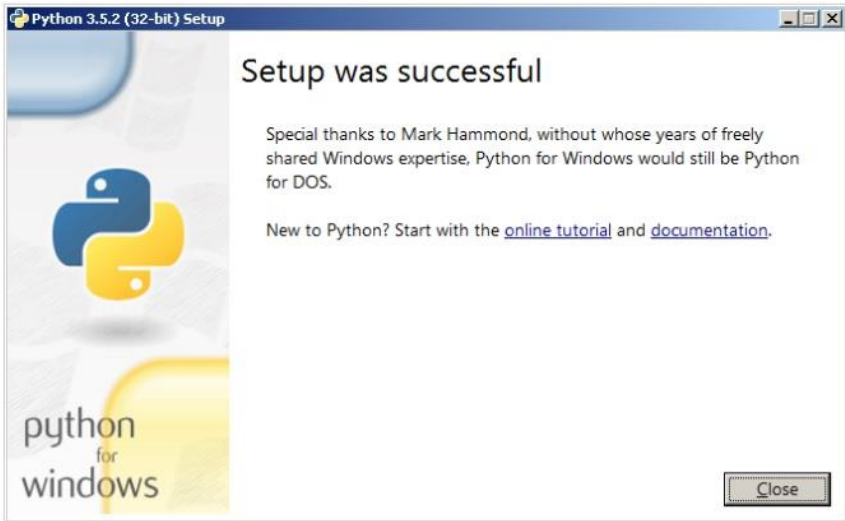 Python 3.5.2 (32-bit) Setup
Setup was successful
Special thanks to Mark Hammond, without whose years of freely
shared Windows expertise, Python for Windows would still be Python
for DOS.
New to Python? Start with the online tutorial and documentation.
python
for
windows
Close